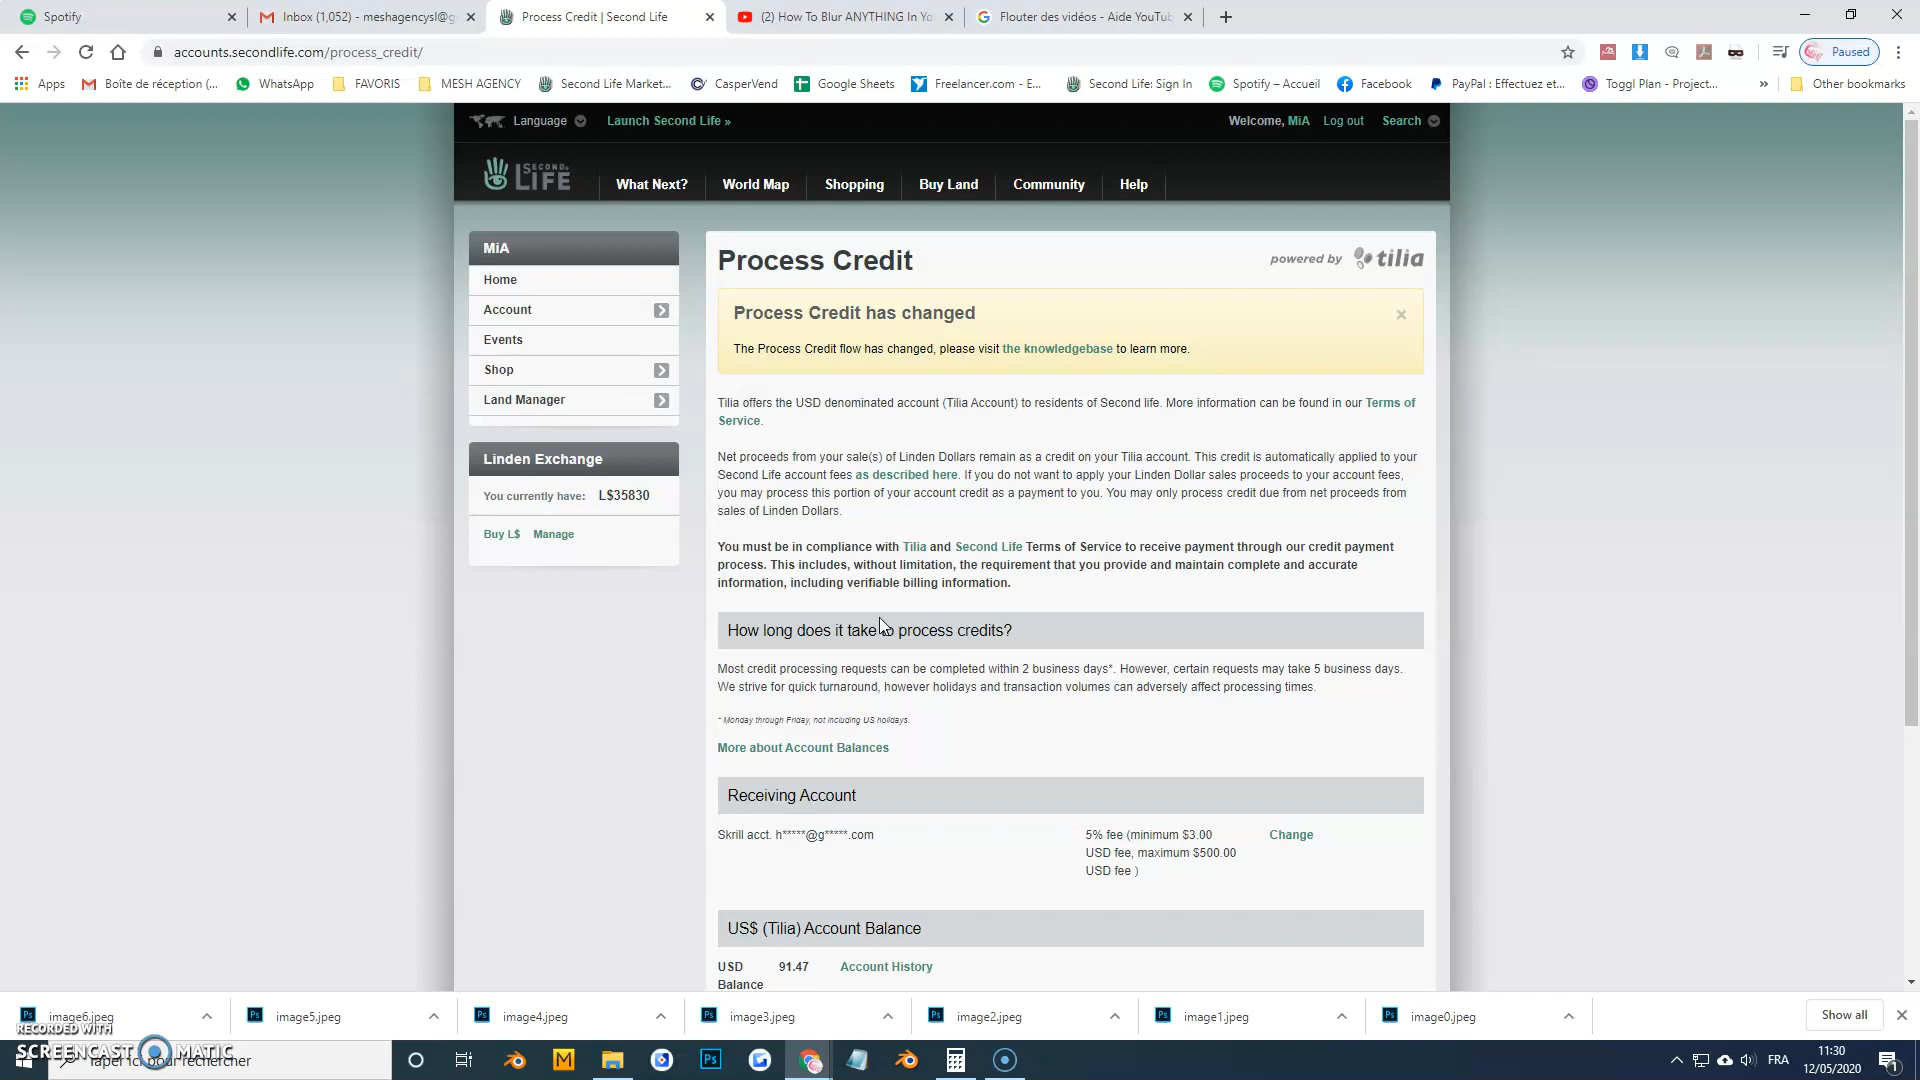 Spotify
Inbox (1,052) - meshagencysl@g
Process Credit | Second Life
(2) How To Blur ANYTHING In Yo
Flouter des vidéos - Aide YouTub
accounts.secondlife.com/process_credit/
Paused
Apps
Boîte de réception (...
WhatsApp
FAVORIS
MESH AGENCY
Second Life Market...
CasperVend
Google Sheets
Freelancer.com - E...
Second Life: Sign In
Spotify – Accueil
Facebook
PayPal : Effectuez et...
Toggl Plan - Project...
»
Other bookmarks
Language
Launch Second Life »
Welcome, MiA
Log out
Search
SECOND LIFE
What Next?
World Map
Shopping
Buy Land
Community
Help
MiA
Home
Account
Events
Shop
Land Manager
Linden Exchange
You currently have: L$35830
Buy L$ Manage
Process Credit
powered by tilia
Process Credit has changed
×
The Process Credit flow has changed, please visit the knowledgebase to learn more.
Tilia offers the USD denominated account (Tilia Account) to residents of Second life. More information can be found in our Terms of
Service.
Net proceeds from your sale(s) of Linden Dollars remain as a credit on your Tilia account. This credit is automatically applied to your
Second Life account fees as described here. If you do not want to apply your Linden Dollar sales proceeds to your account fees,
you may process this portion of your account credit as a payment to you. You may only process credit due from net proceeds from
sales of Linden Dollars.
You must be in compliance with Tilia and Second Life Terms of Service to receive payment through our credit payment
process. This includes, without limitation, the requirement that you provide and maintain complete and accurate
information, including verifiable billing information.
How long does it take to process credits?
Most credit processing requests can be completed within 2 business days*. However, certain requests may take 5 business days.
We strive for quick turnaround, however holidays and transaction volumes can adversely affect processing times.
* Monday through Friday, not including US holidays.
More about Account Balances
Receiving Account
Skrill acct. h*****@g*****.com
5% fee (minimum $3.00
USD fee, maximum $500.00
USD fee )
Change
US$ (Tilia) Account Balance
USD
Balance
91.47
Account History
image6.jpeg
image5.jpeg
image4.jpeg
image3.jpeg
image2.jpeg
image1.jpeg
image0.jpeg
Show all
RECORDED WITH
SCREENCAST MATIC
Taper ici pour rechercher
FRA
11:30
12/05/2020
1